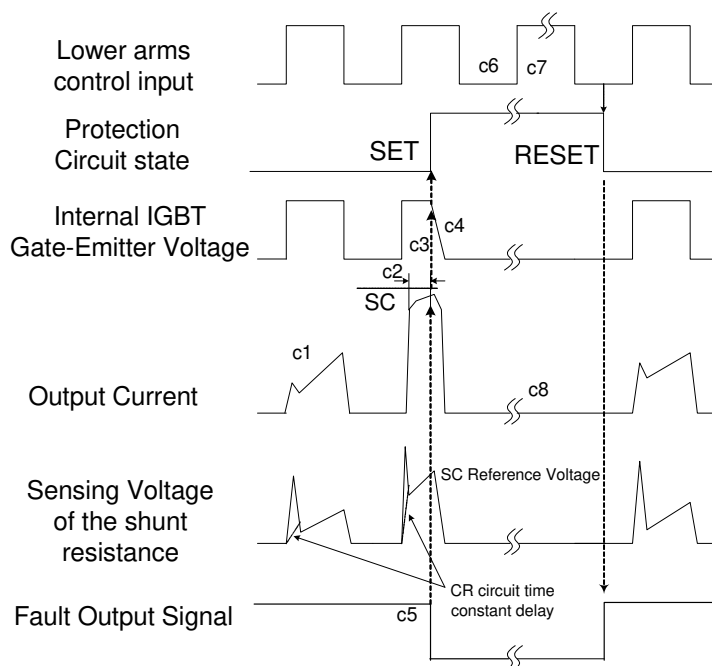 Lower arms
control input
c6
c7
Protection
Circuit state
SET
RESET
Internal IGBT
Gate-Emitter Voltage
c4
c3
c2
SC
c1
Output Current
c8
SC Reference Voltage
Sensing Voltage
of the shunt
resistance
CR circuit time
constant delay
Fault Output Signal
c5